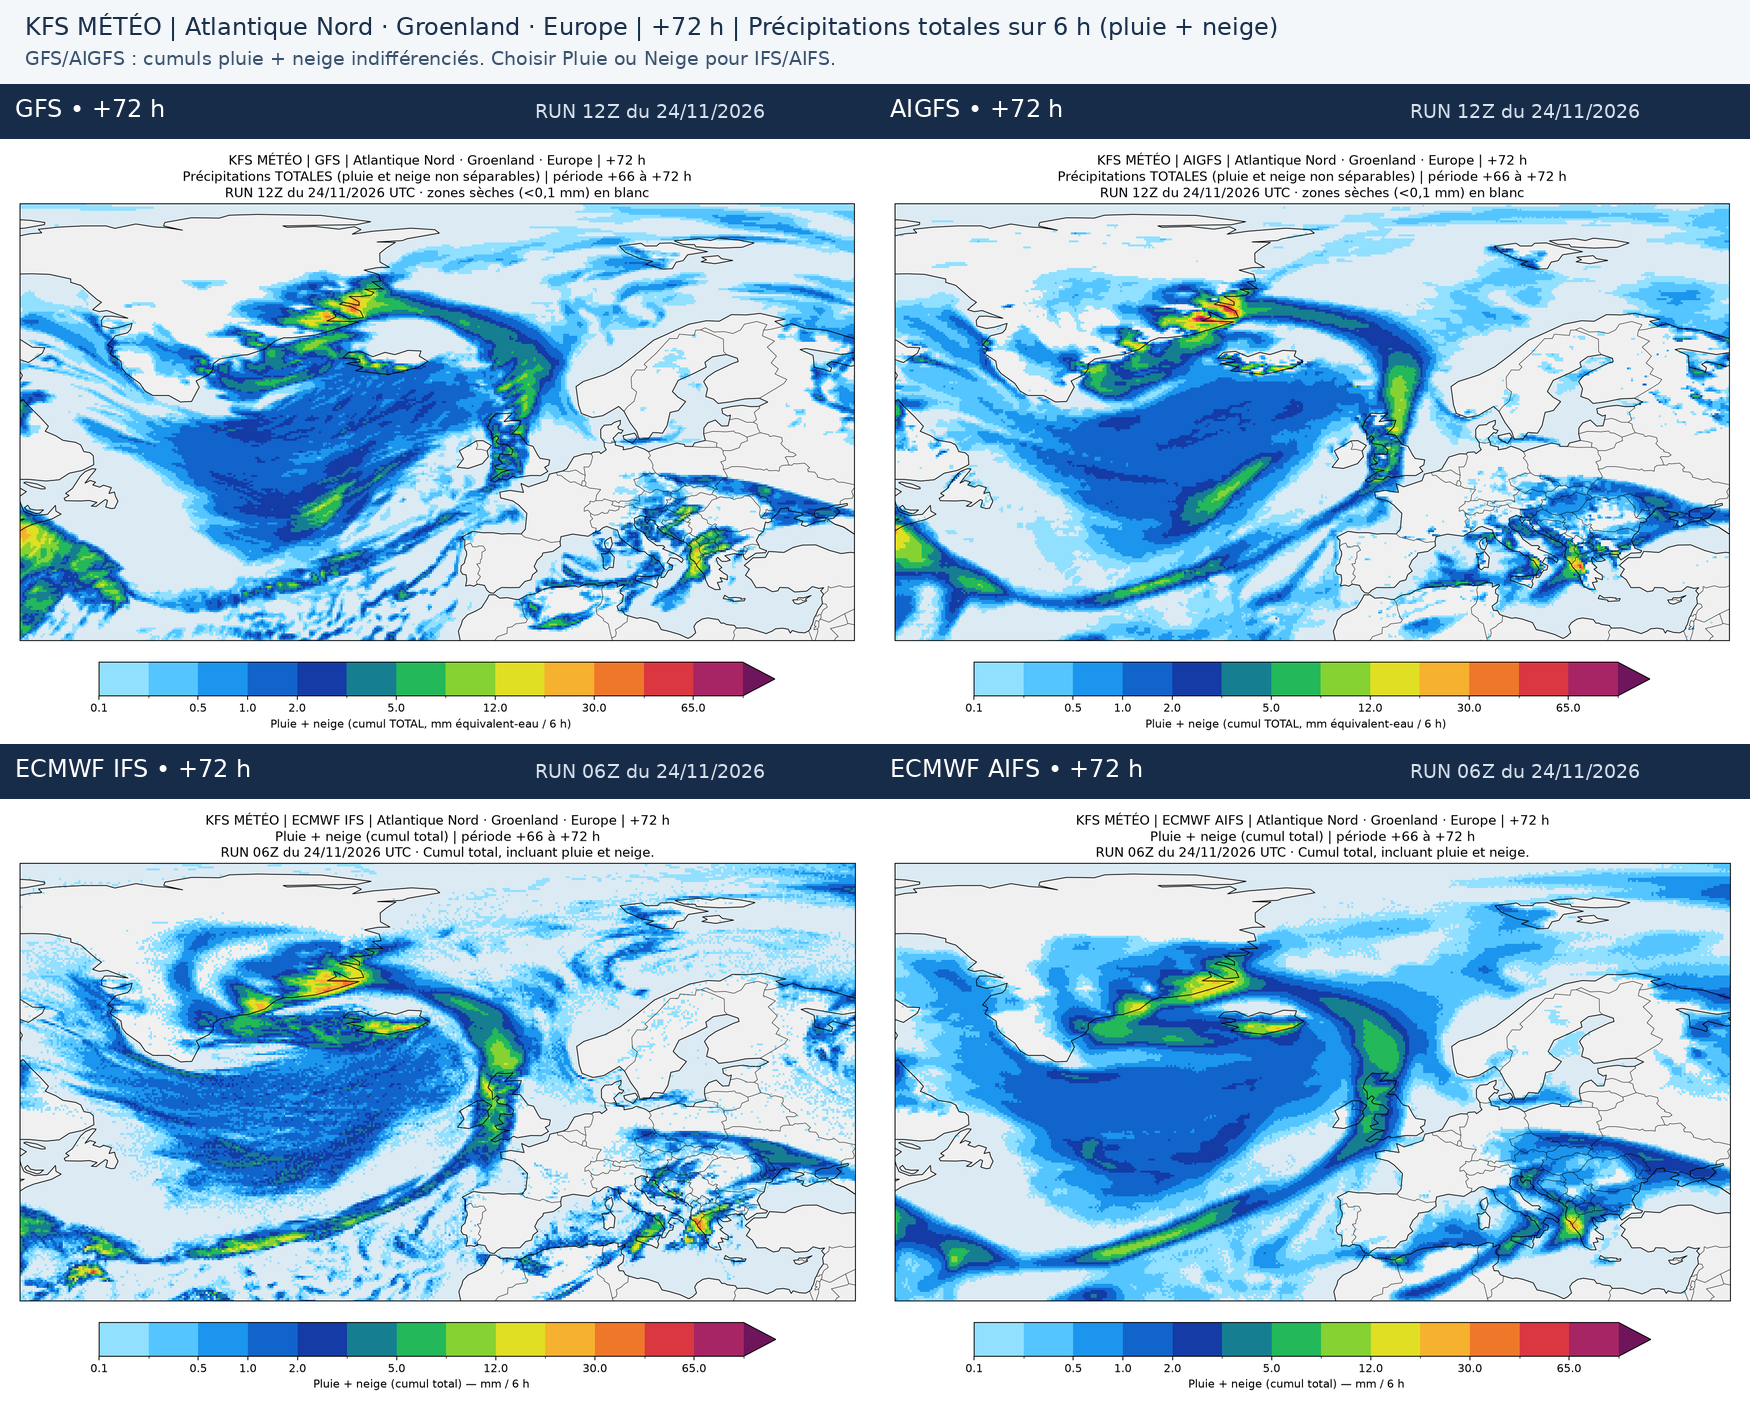 KFS MÉTÉO | Atlantique Nord · Groenland · Europe | +72 h | Précipitations totales sur 6 h (pluie + neige)
GFS/AIGFS : cumuls pluie + neige indifférenciés. Choisir Pluie ou Neige pour IFS/AIFS.
GFS • +72 h
RUN 12Z du 24/11/2026
KFS MÉTÉO | GFS | Atlantique Nord · Groenland · Europe | +72 h
Précipitations TOTALES (pluie et neige non séparables) | période +66 à +72 h
RUN 12Z du 24/11/2026 UTC · zones sèches (<0,1 mm) en blanc
0.1 0.5 1.0 2.0 5.0 12.0 30.0 65.0
Pluie + neige (cumul TOTAL, mm équivalent-eau / 6 h)
AIGFS • +72 h
RUN 12Z du 24/11/2026
KFS MÉTÉO | AIGFS | Atlantique Nord · Groenland · Europe | +72 h
Précipitations TOTALES (pluie et neige non séparables) | période +66 à +72 h
RUN 12Z du 24/11/2026 UTC · zones sèches (<0,1 mm) en blanc
0.1 0.5 1.0 2.0 5.0 12.0 30.0 65.0
Pluie + neige (cumul TOTAL, mm équivalent-eau / 6 h)
ECMWF IFS • +72 h
RUN 06Z du 24/11/2026
KFS MÉTÉO | ECMWF IFS | Atlantique Nord · Groenland · Europe | +72 h
Pluie + neige (cumul total) | période +66 à +72 h
RUN 06Z du 24/11/2026 UTC · Cumul total, incluant pluie et neige.
0.1 0.5 1.0 2.0 5.0 12.0 30.0 65.0
Pluie + neige (cumul total) — mm / 6 h
ECMWF AIFS • +72 h
RUN 06Z du 24/11/2026
KFS MÉTÉO | ECMWF AIFS | Atlantique Nord · Groenland · Europe | +72 h
Pluie + neige (cumul total) | période +66 à +72 h
RUN 06Z du 24/11/2026 UTC · Cumul total, incluant pluie et neige.
0.1 0.5 1.0 2.0 5.0 12.0 30.0 65.0
Pluie + neige (cumul total) — mm / 6 h